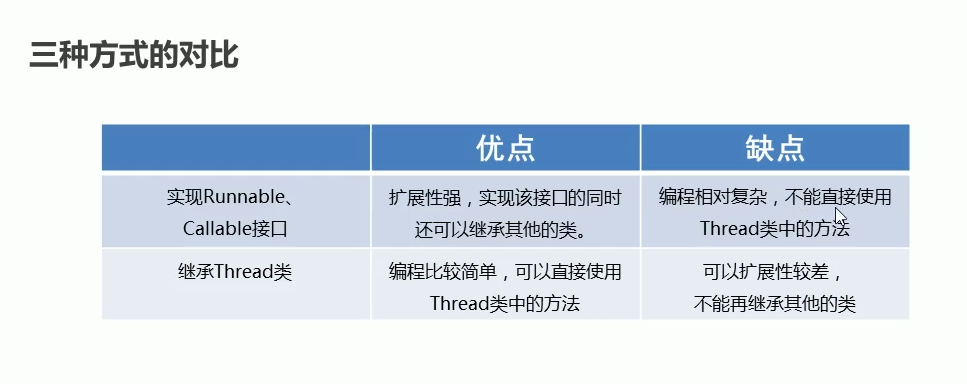 三种方式的对比
优点
缺点
实现Runnable、
Callable接口
扩展性强，实现该接口的同时
还可以继承其他的类。
编程相对复杂，不能直接使用
Thread类中的方法
继承Thread类
编程比较简单，可以直接使用
Thread类中的方法
可以扩展性较差，
不能再继承其他的类